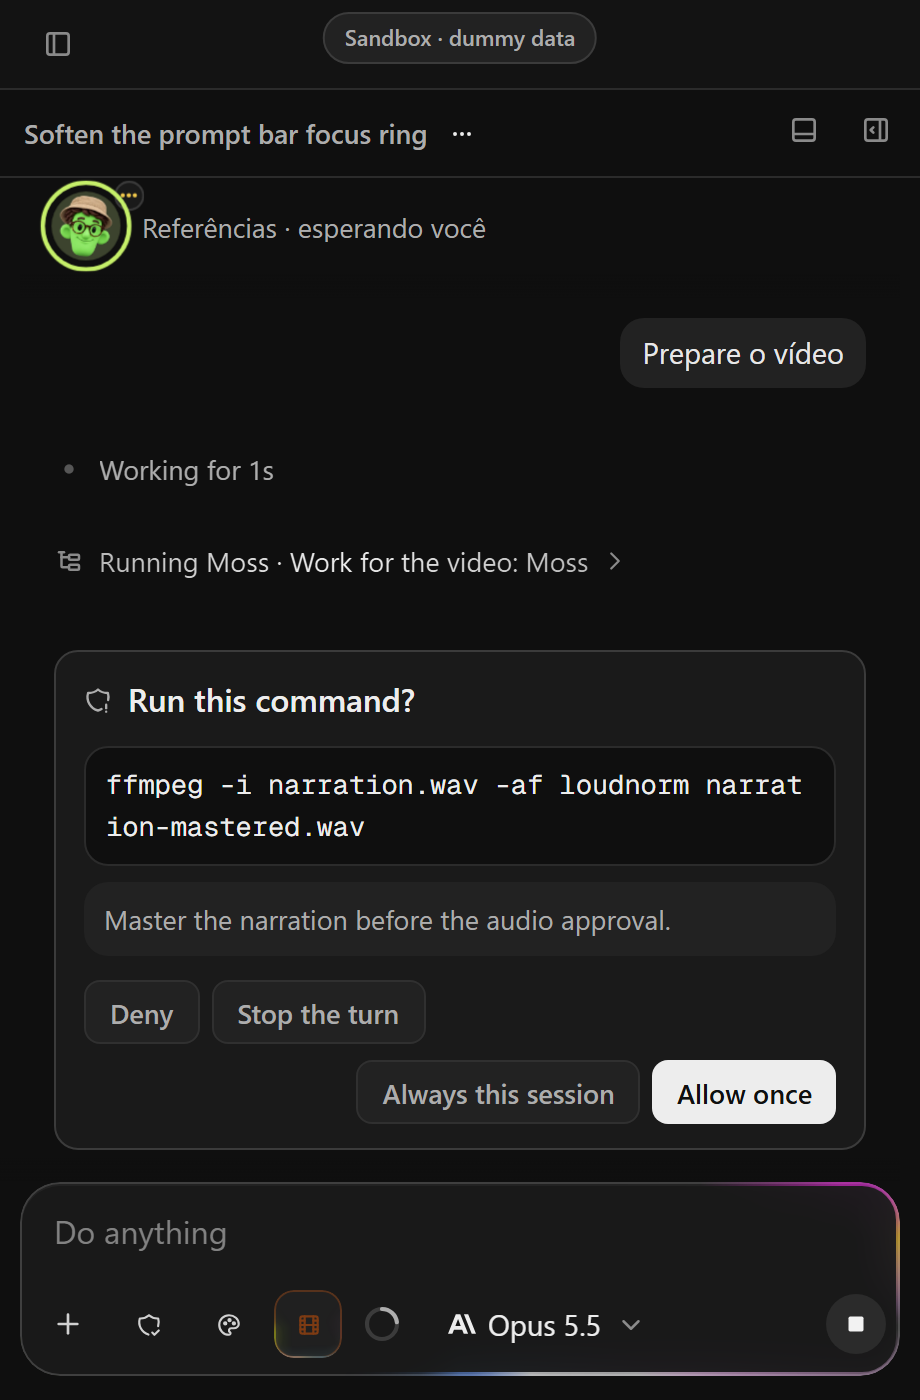 Sandbox · dummy data
Soften the prompt bar focus ring ···
Referências · esperando você
Prepare o vídeo
Working for 1s
Running Moss · Work for the video: Moss
Run this command?
ffmpeg -i narration.wav -af loudnorm narrat
ion-mastered.wav
Master the narration before the audio approval.
Deny
Stop the turn
Always this session
Allow once
Do anything
Opus 5.5